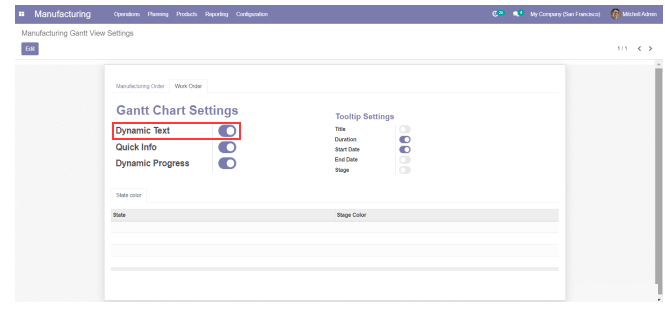 Manufacturing Operations Planning Products Reporting Configuration My Company (San Francisco) Mitchell Admin
Manufacturing Gantt View Settings
Edit 1 / 1
Manufacturing Order Work Order
Gantt Chart Settings
Dynamic Text
Quick Info
Dynamic Progress
Tooltip Settings
Title
Duration
Start Date
End Date
Stage
State color
State Stage Color